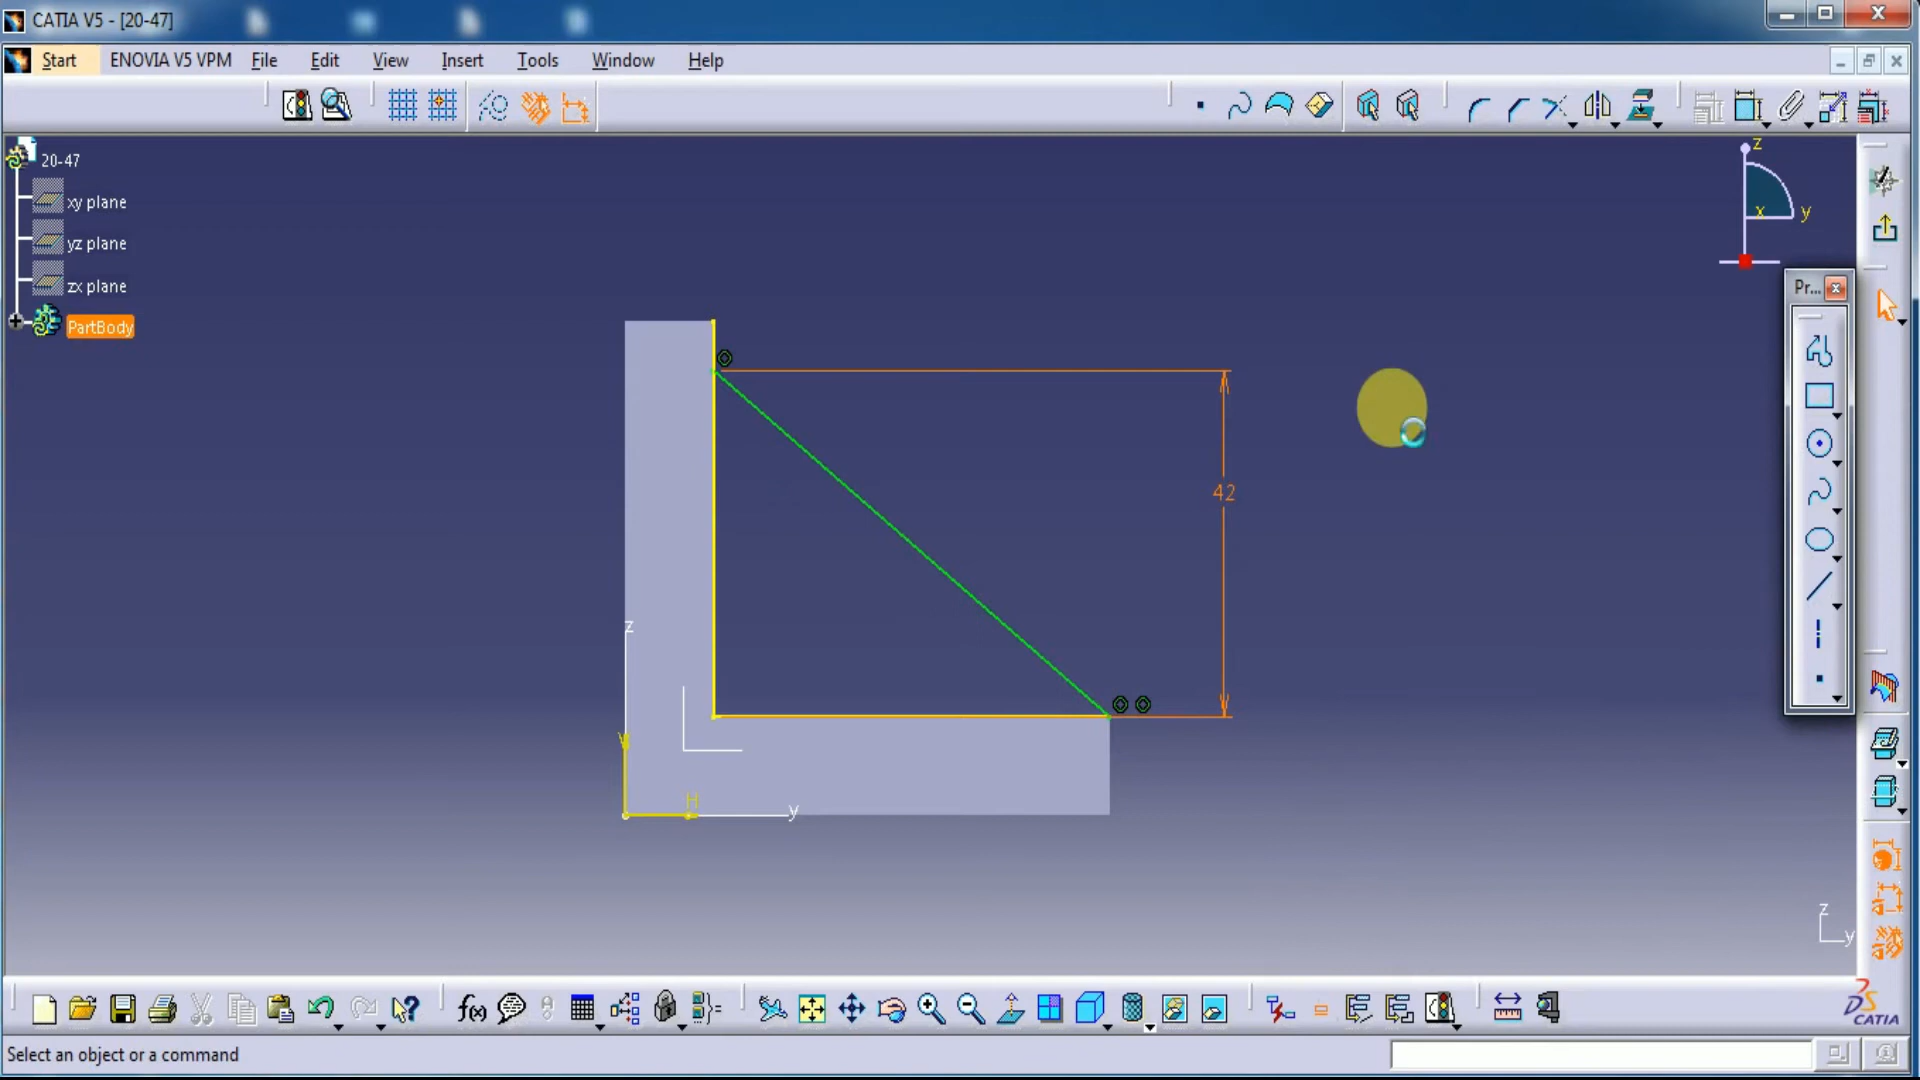 CATIA V5 - [20-47]
Start ENOVIA V5 VPM File Edit View Insert Tools Window Help
20-47
xy plane
yz plane
zx plane
PartBody
z
x y
Pr...
42
z
V
H
y
z
y
f(x)
DS CATIA
Select an object or a command